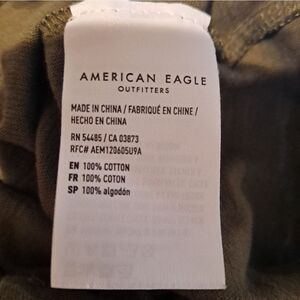 AMERICAN EAGLE
OUTFITTERS
MADE IN CHINA / FABRIQUÉ EN CHINE /
HECHO EN CHINA
RN 54485 / CA 03873
RFC# AEM120605U9A
EN 100% COTTON
FR 100% COTON
SP 100% algodón